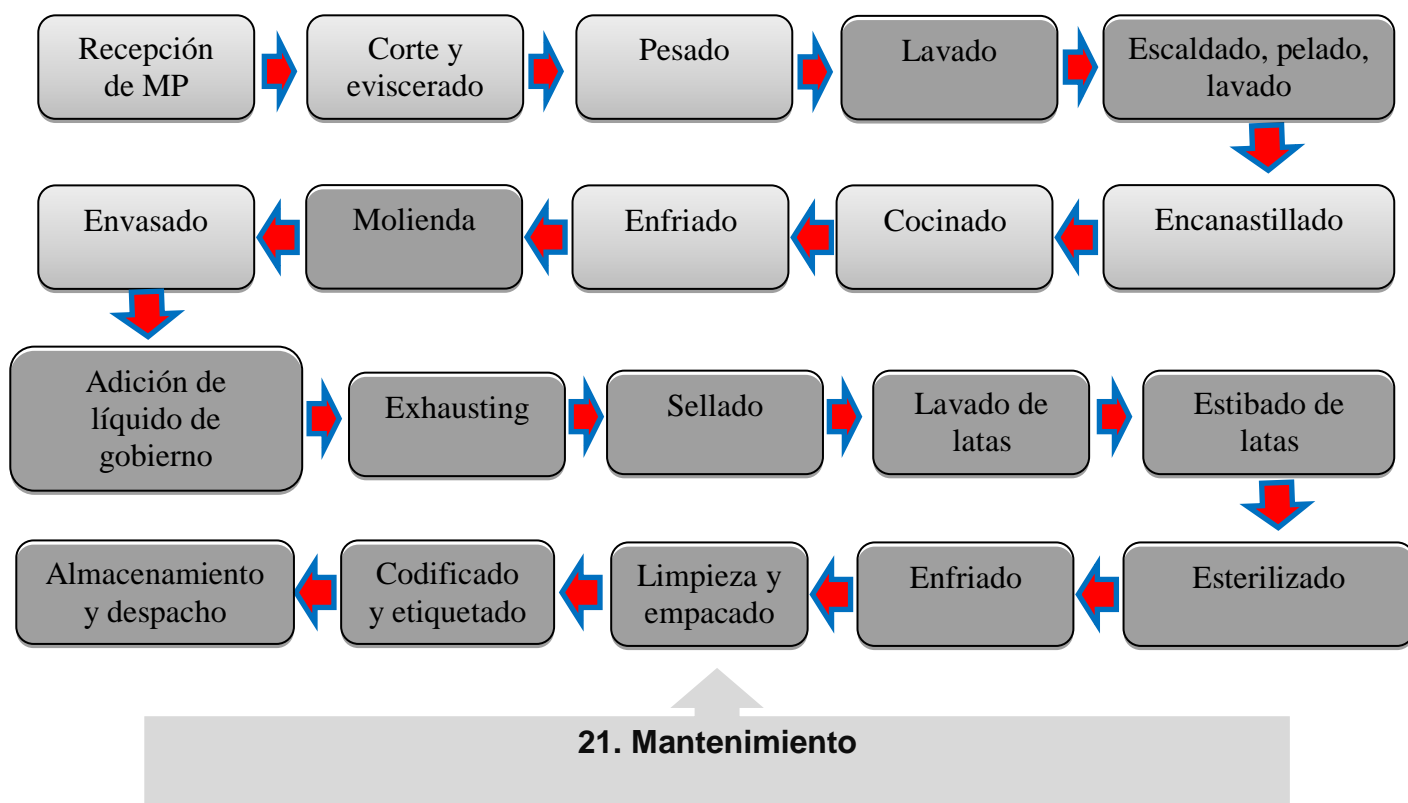 Recepción
de MP
Corte y
eviscerado
Pesado
Lavado
Escaldado, pelado,
lavado
Encanastillado
Cocinado
Enfriado
Molienda
Envasado
Adición de
líquido de
gobierno
Exhausting
Sellado
Lavado de
latas
Estibado de
latas
Esterilizado
Enfriado
Limpieza y
empacado
Codificado
y etiquetado
Almacenamiento
y despacho
21. Mantenimiento